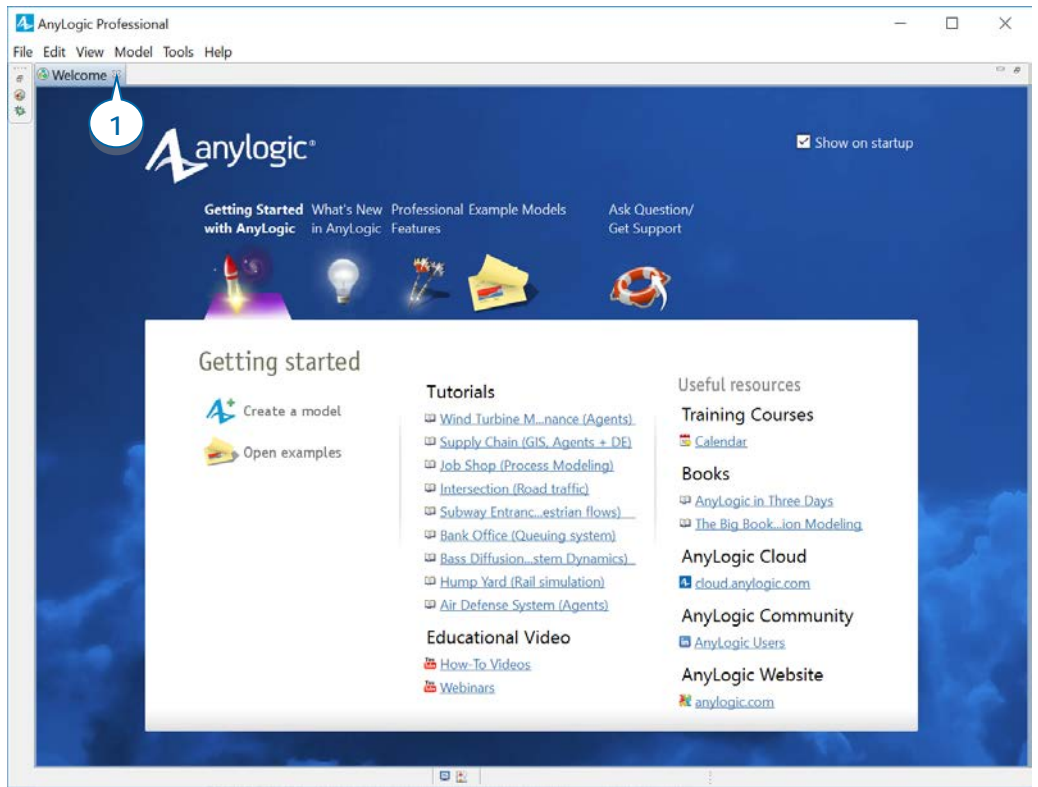 AnyLogic Professional
File Edit View Model Tools Help
Welcome
1
anylogic®
Show on startup
Getting Started with AnyLogic
What's New in AnyLogic
Professional Features
Example Models
Ask Question/ Get Support
Getting started
Create a model
Open examples
Tutorials
Wind Turbine M...nance (Agents)
Supply Chain (GIS, Agents + DE)
Job Shop (Process Modeling)
Intersection (Road traffic)
Subway Entranc...estrian flows)
Bank Office (Queuing system)
Bass Diffusion...stem Dynamics)
Hump Yard (Rail simulation)
Air Defense System (Agents)
Educational Video
How-To Videos
Webinars
Useful resources
Training Courses
Calendar
Books
AnyLogic in Three Days
The Big Book...ion Modeling
AnyLogic Cloud
cloud.anylogic.com
AnyLogic Community
AnyLogic Users
AnyLogic Website
anylogic.com